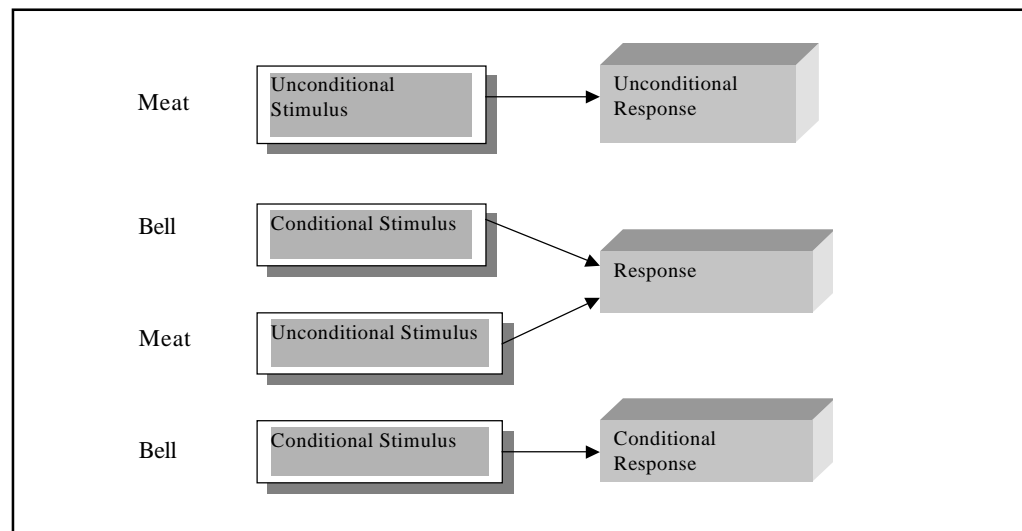 Meat
Unconditional
Stimulus
Unconditional
Response
Bell
Conditional Stimulus
Response
Meat
Unconditional Stimulus
Bell
Conditional Stimulus
Conditional
Response